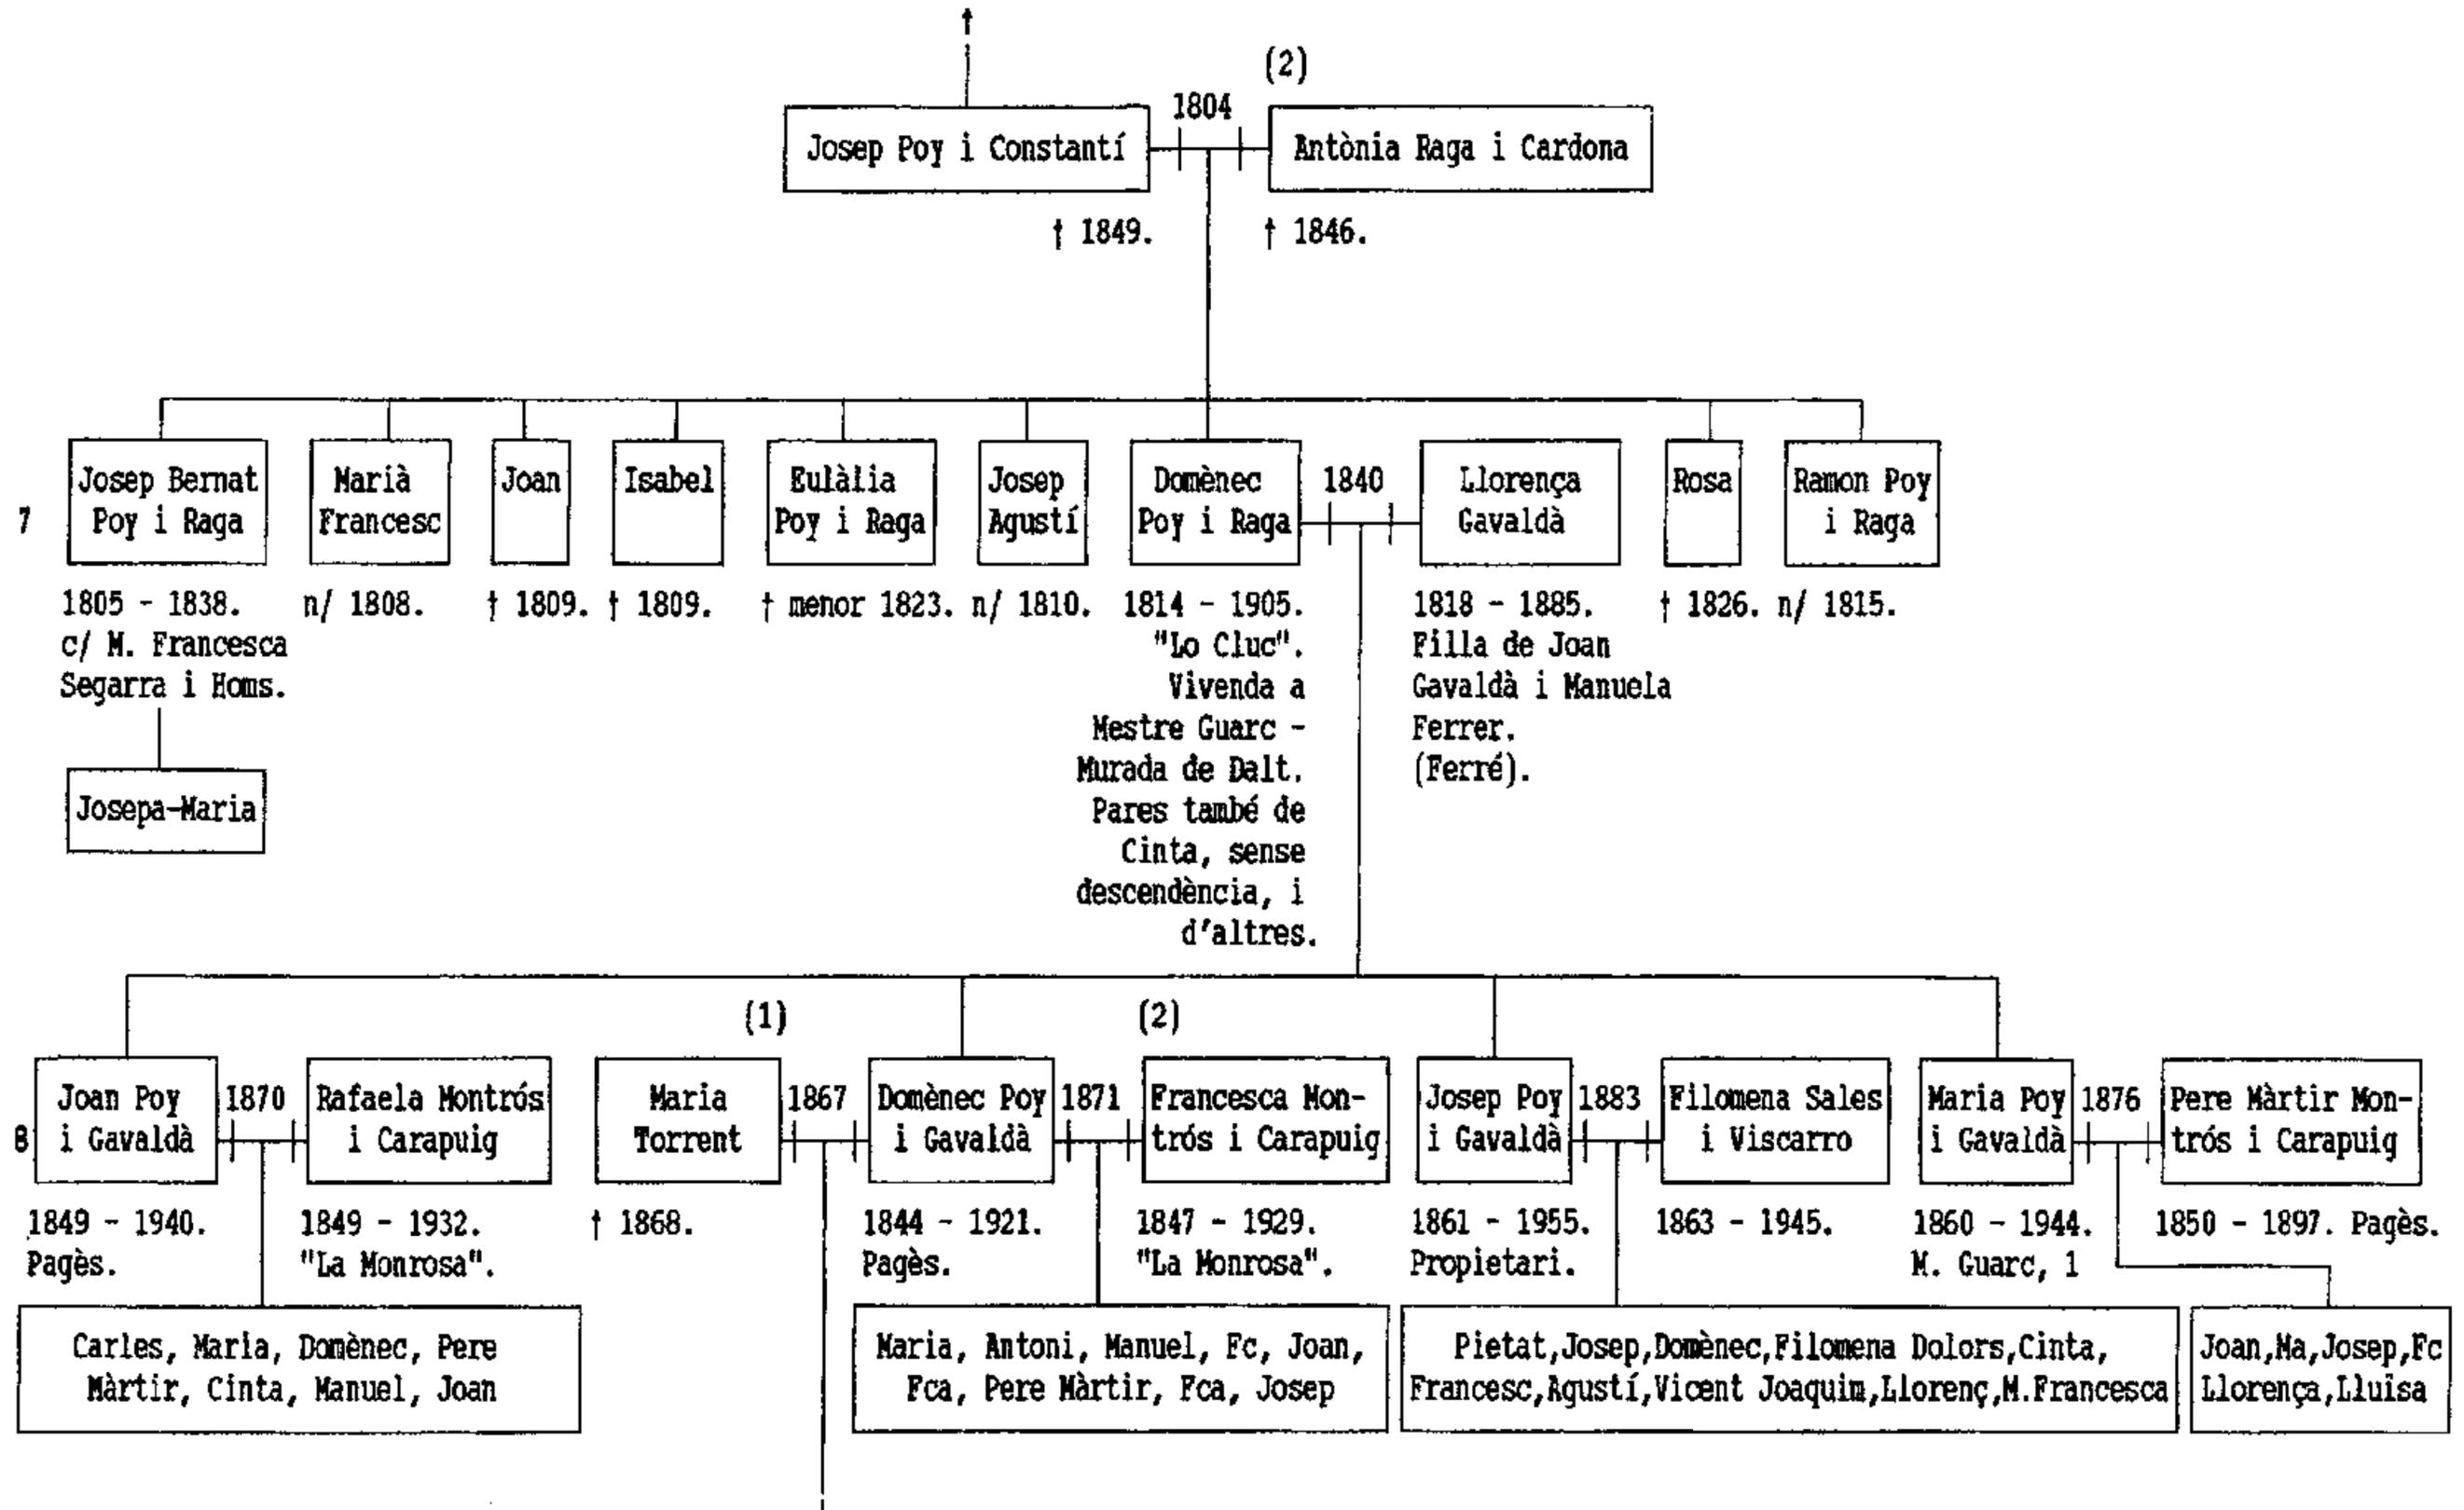 (2)
1804
Josep Poy i Constantí
Antònia Raga i Cardona
† 1849.
† 1846.
7
Josep Bernat
Poy i Raga
Marià
Francesc
Joan
Isabel
Eulàlia
Poy i Raga
Josep
Agustí
Domènec
Poy i Raga
1840
Llorença
Gavaldà
Rosa
Ramon Poy
i Raga
1805 - 1838.
c/ M. Francesca
Segarra i Homs.
n/ 1808.
† 1809.
† 1809.
† menor 1823.
n/ 1810.
1814 - 1905.
"Lo Cluc".
Vivenda a
Mestre Guarc -
Murada de Dalt.
Pares també de
Cinta, sense
descendència, i
d'altres.
1818 - 1885.
Filla de Joan
Gavaldà i Manuela
Ferrer.
(Ferré).
† 1826.
n/ 1815.
Josepa-Maria
(1)
(2)
8
Joan Poy
i Gavaldà
1870
Rafaela Montrós
i Carapuig
Maria
Torrent
1867
Domènec Poy
i Gavaldà
1871
Francesca Mon-
trós i Carapuig
Josep Poy
i Gavaldà
1883
Filomena Sales
i Viscarro
Maria Poy
i Gavaldà
1876
Pere Màrtir Mon-
trós i Carapuig
1849 - 1940.
Pagès.
1849 - 1932.
"La Monrosa".
† 1868.
1844 - 1921.
Pagès.
1847 - 1929.
"La Monrosa".
1861 - 1955.
Propietari.
1863 - 1945.
1860 - 1944.
M. Guarc, 1
1850 - 1897. Pagès.
Carles, Maria, Domènec, Pere
Màrtir, Cinta, Manuel, Joan
Maria, Antoni, Manuel, Fc, Joan,
Fca, Pere Màrtir, Fca, Josep
Pietat,Josep,Domènec,Filomena Dolors,Cinta,
Francesc,Agustí,Vicent Joaquim,Llorenç,M.Francesca
Joan,Ma,Josep,Fc
Llorença,Lluïsa